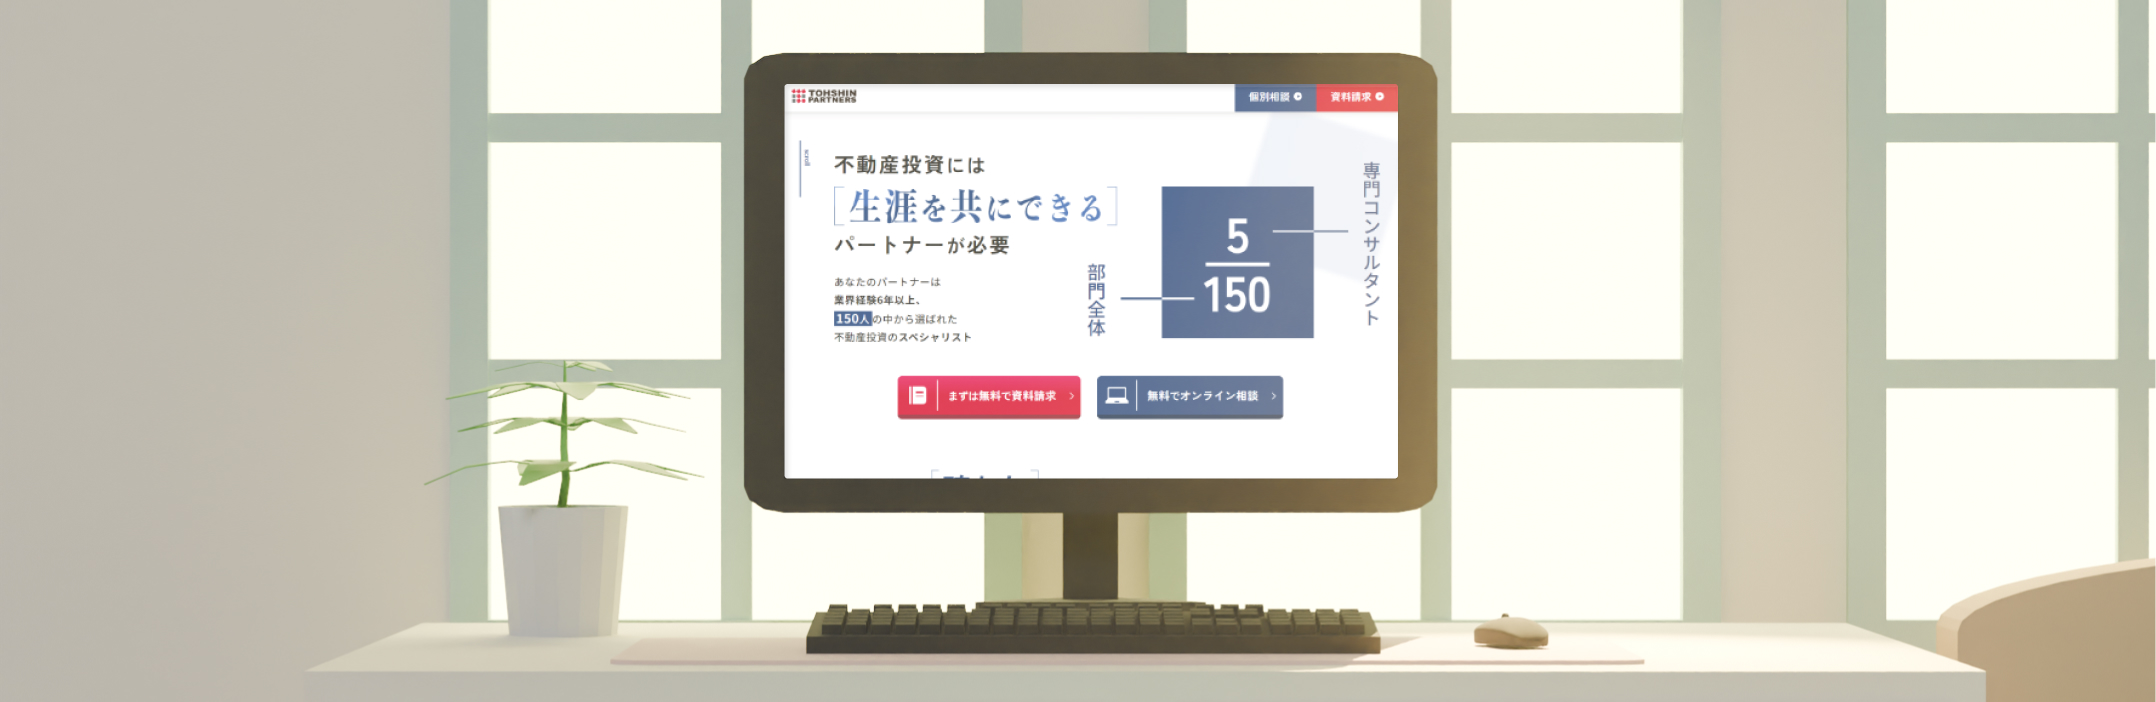 TOHSHIN
PARTNERS
個別相談
資料請求
scroll
不動産投資には
生涯を共にできる
パートナーが必要
あなたのパートナーは
業界経験6年以上、
150人の中から選ばれた
不動産投資のスペシャリスト
部門全体
5
150
専門コンサルタント
まずは無料で資料請求
無料でオンライン相談